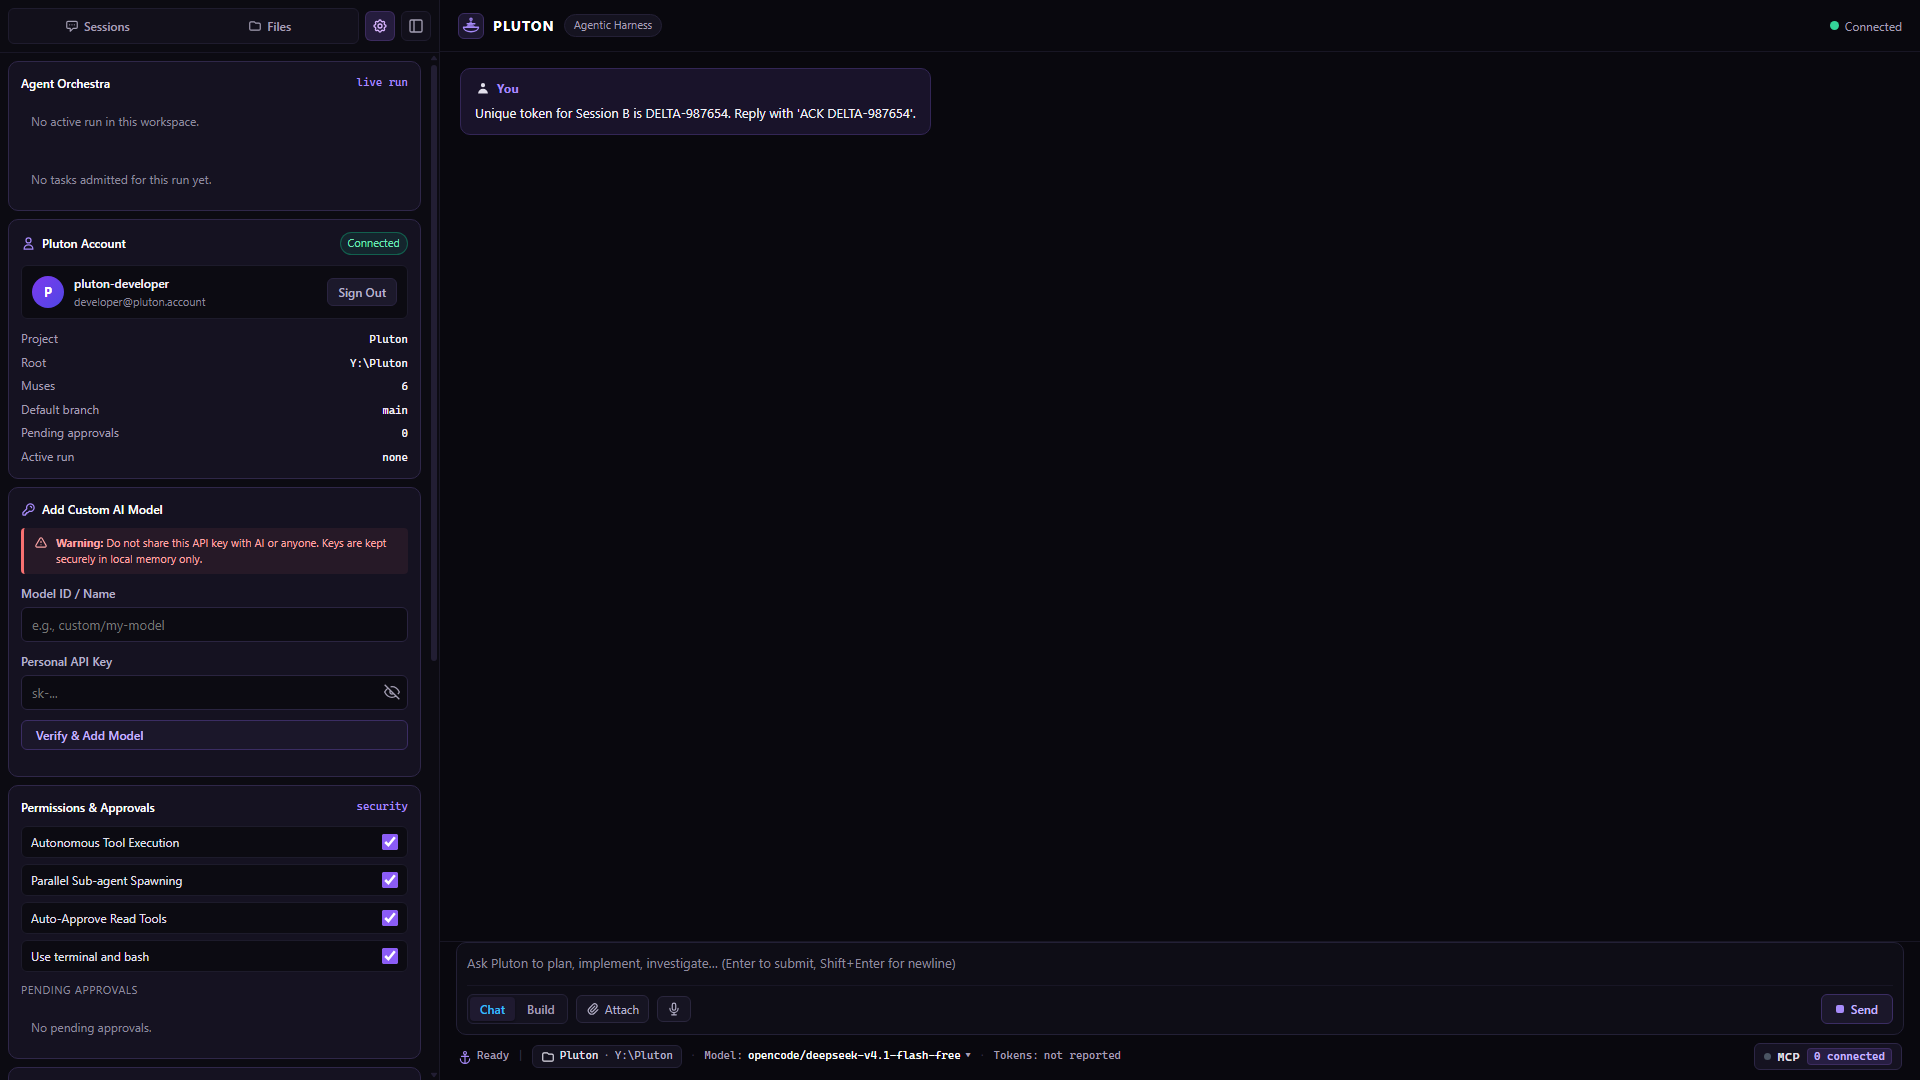 Sessions
Files
PLUTON
Agentic Harness
Connected
Agent Orchestra
live run
No active run in this workspace.
No tasks admitted for this run yet.
Pluton Account
Connected
P
pluton-developer
developer@pluton.account
Sign Out
Project
Pluton
Root
Y:\Pluton
Muses
6
Default branch
main
Pending approvals
0
Active run
none
Add Custom AI Model
Warning: Do not share this API key with AI or anyone. Keys are kept
securely in local memory only.
Model ID / Name
e.g., custom/my-model
Personal API Key
sk-...
Verify & Add Model
Permissions & Approvals
security
Autonomous Tool Execution
Parallel Sub-agent Spawning
Auto-Approve Read Tools
Use terminal and bash
PENDING APPROVALS
No pending approvals.
You
Unique token for Session B is DELTA-987654. Reply with 'ACK DELTA-987654'.
Ask Pluton to plan, implement, investigate... (Enter to submit, Shift+Enter for newline)
Chat
Build
Attach
Send
Ready
Pluton · Y:\Pluton
Model: opencode/deepseek-v4.1-flash-free
Tokens: not reported
MCP
0 connected